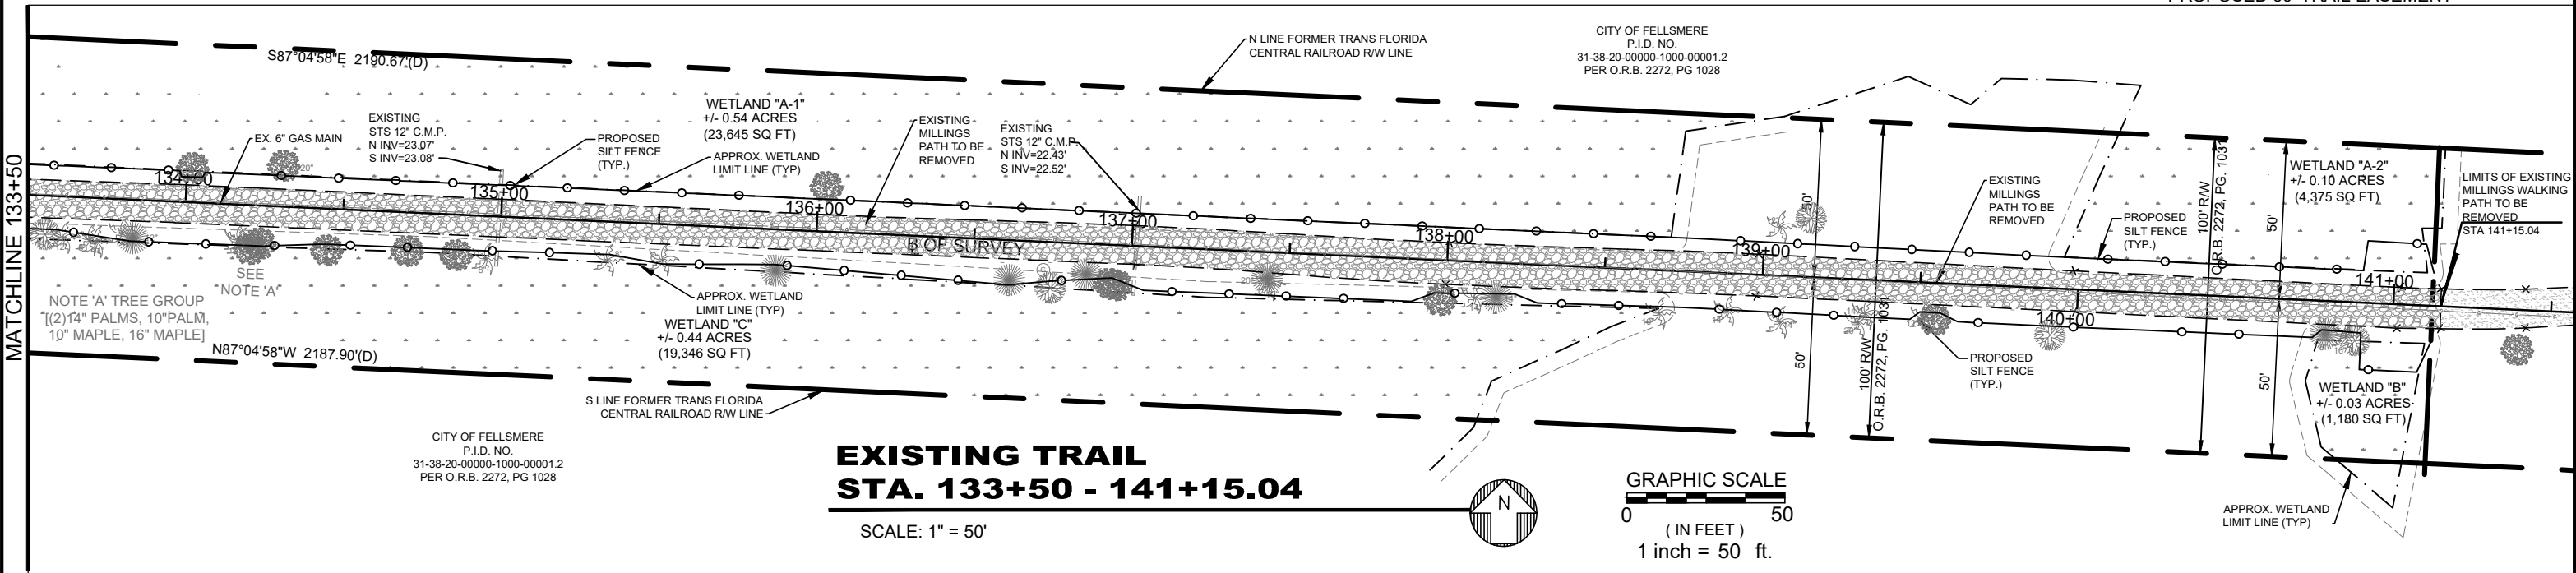 MATCHLINE 133+50
S87°04'58"E 2190.67'(D)
EX. 6" GAS MAIN
EXISTING
STS 12" C.M.P.
N INV=23.07'
S INV=23.08'
PROPOSED
SILT FENCE
(TYP.)
WETLAND "A-1"
+/- 0.54 ACRES
(23,645 SQ FT)
APPROX. WETLAND
LIMIT LINE (TYP)
EXISTING
MILLINGS
PATH TO BE
REMOVED
EXISTING
STS 12" C.M.P.
N INV=22.43'
S INV=22.52'
N LINE FORMER TRANS FLORIDA
CENTRAL RAILROAD R/W LINE
CITY OF FELLSMERE
P.I.D. NO.
31-38-20-00000-1000-00001.2
PER O.R.B. 2272, PG 1028
134+00
135+00
136+00
137+00
138+00
139+00
140+00
141+00
OF SURVEY
SEE
NOTE 'A'
NOTE 'A' TREE GROUP
[(2)14" PALMS, 10"PALM,
10" MAPLE, 16" MAPLE]
N87°04'58"W 2187.90'(D)
APPROX. WETLAND
LIMIT LINE (TYP)
WETLAND "C"
+/- 0.44 ACRES
(19,346 SQ FT)
S LINE FORMER TRANS FLORIDA
CENTRAL RAILROAD R/W LINE
CITY OF FELLSMERE
P.I.D. NO.
31-38-20-00000-1000-00001.2
PER O.R.B. 2272, PG 1028
50'
50'
100' R/W
O.R.B. 2272, PG. 1031
EXISTING
MILLINGS
PATH TO BE
REMOVED
PROPOSED
SILT FENCE
(TYP.)
PROPOSED
SILT FENCE
(TYP.)
100' R/W
O.R.B. 2272, PG. 1031
50'
50'
WETLAND "A-2"
+/- 0.10 ACRES
(4,375 SQ FT)
LIMITS OF EXISTING
MILLINGS WALKING
PATH TO BE
REMOVED
STA 141+15.04
WETLAND "B"
+/- 0.03 ACRES
(1,180 SQ FT)
APPROX. WETLAND
LIMIT LINE (TYP)
EXISTING TRAIL
STA. 133+50 - 141+15.04
SCALE: 1" = 50'
N
GRAPHIC SCALE
0 50
( IN FEET )
1 inch = 50 ft.